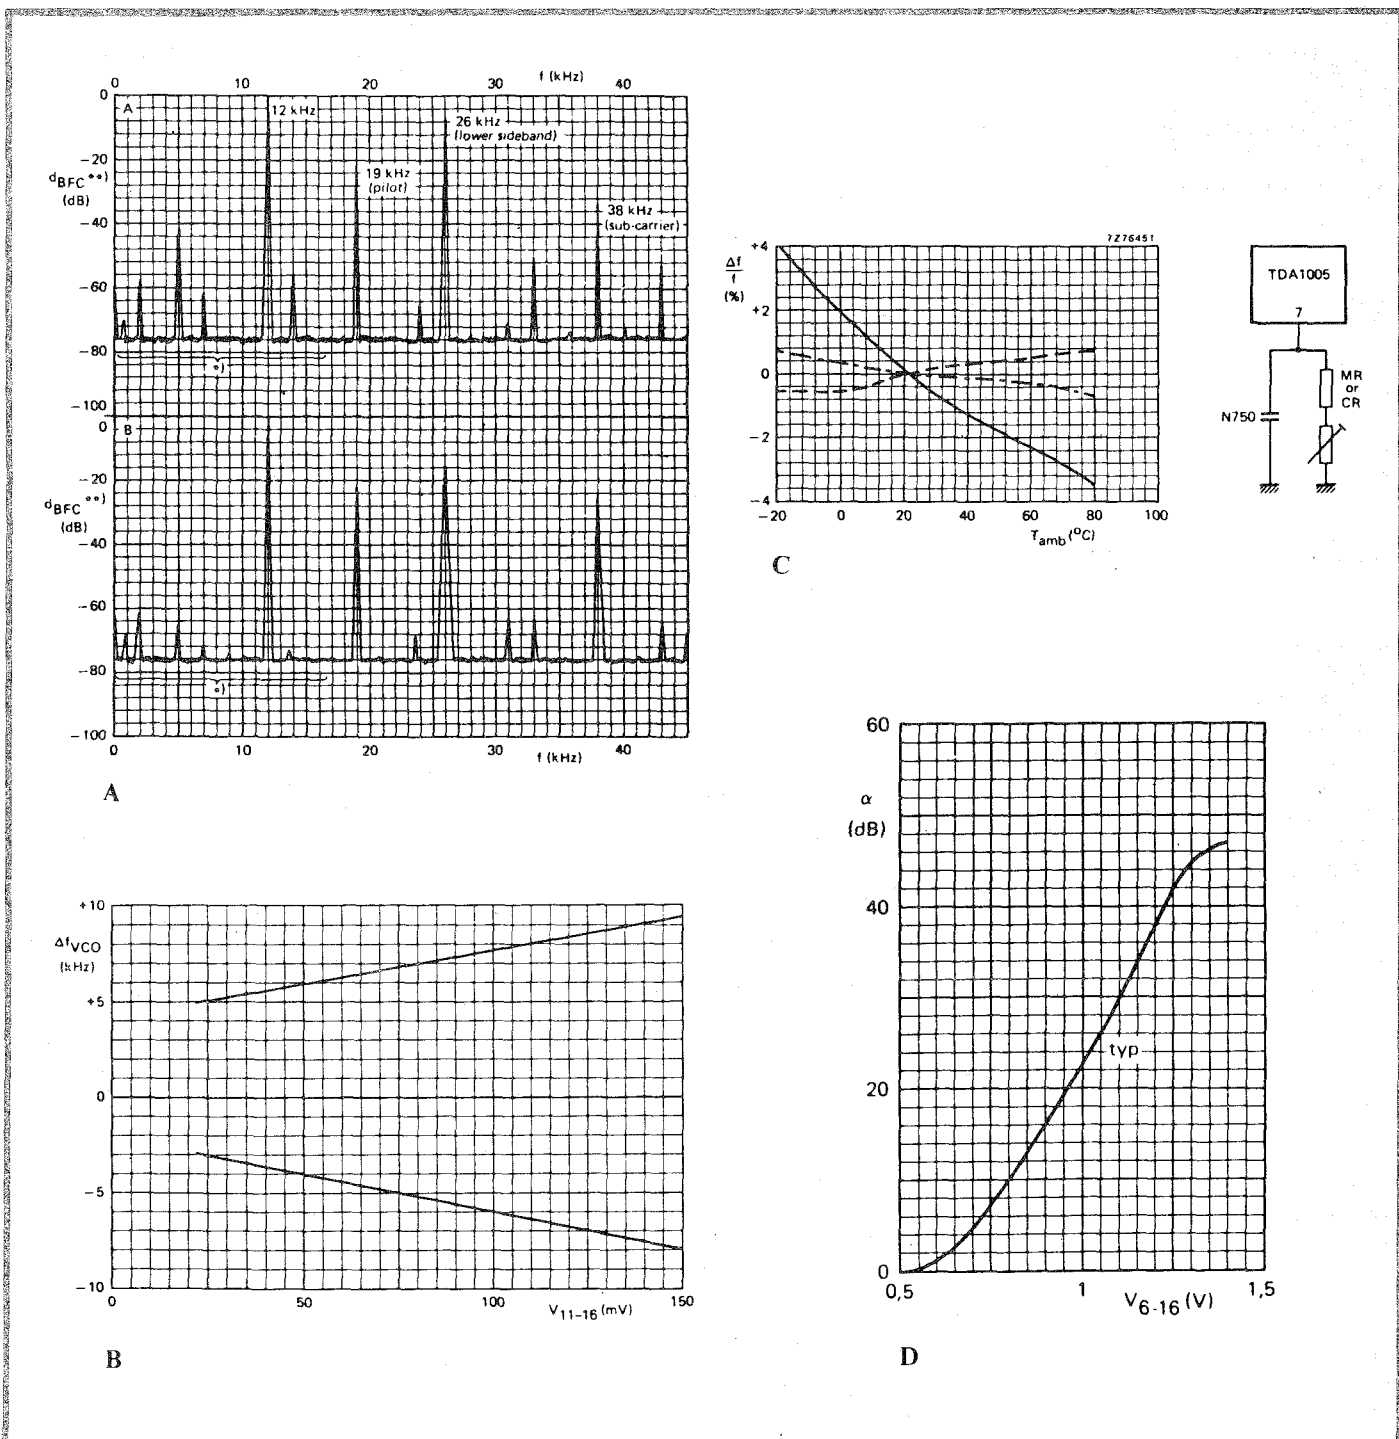 0 10 20 30 f (kHz) 40
0
A
12 kHz
26 kHz
(lower sideband)
-20
dBFC **)
(dB)
19 kHz
(pilot)
38 kHz
(sub-carrier)
-40
-60
-80
*)
-100
0
B
-20
dBFC **)
(dB)
-40
-60
-80
*)
-100
0 10 20 30 40
f (kHz)
A
7Z76451
+4
Δf
f
(%)
+2
0
-2
-4
-20 0 20 40 60 80 100
Tamb (°C)
C
TDA1005
7
N750
MR
or
CR
+10
ΔfVCO
(kHz)
+5
0
-5
-10
0 50 100 150
V11-16 (mV)
B
60
α
(dB)
40
typ
20
0
0,5 1 1,5
V6-16 (V)
D